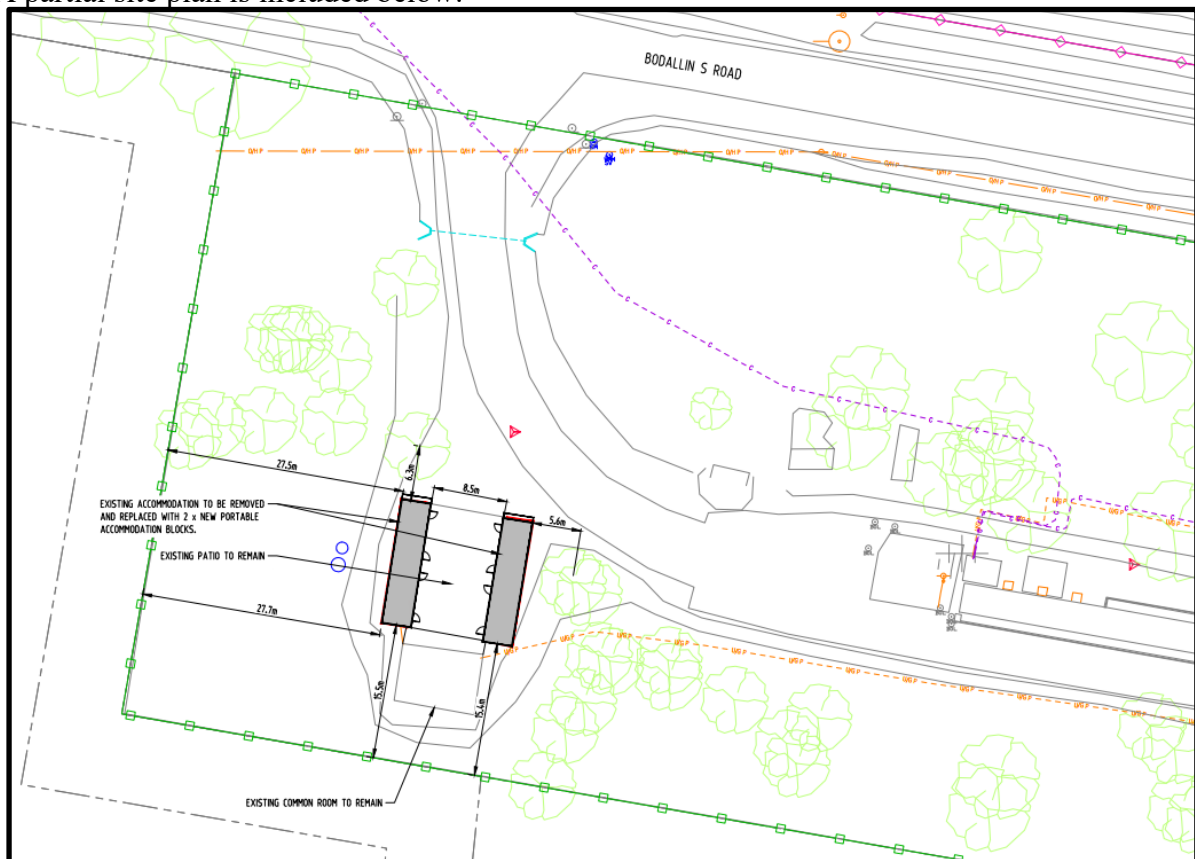 I partial site plan is included below:
BODALLIN S ROAD
O/H P O/H P O/H P O/H P O/H P O/H P O/H P O/H P O/H P O/H P O/H P
O/H P O/H P O/H P O/H P O/H P
27.5m
6.3m
8.5m
5.6m
EXISTING ACCOMMODATION TO BE REMOVED
AND REPLACED WITH 2 x NEW PORTABLE
ACCOMMODATION BLOCKS.
EXISTING PATIO TO REMAIN
27.7m
15.5m
15.4m
U/G P U/G P U/G P U/G P U/G P U/G P U/G P U/G P
EXISTING COMMON ROOM TO REMAIN